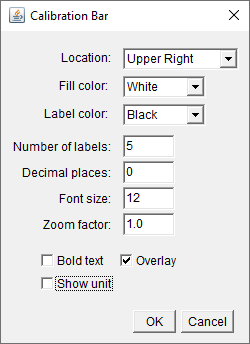 Calibration Bar
Location: Upper Right
Fill color: White
Label color: Black
Number of labels: 5
Decimal places: 0
Font size: 12
Zoom factor: 1.0
Bold text Overlay
Show unit
OK Cancel